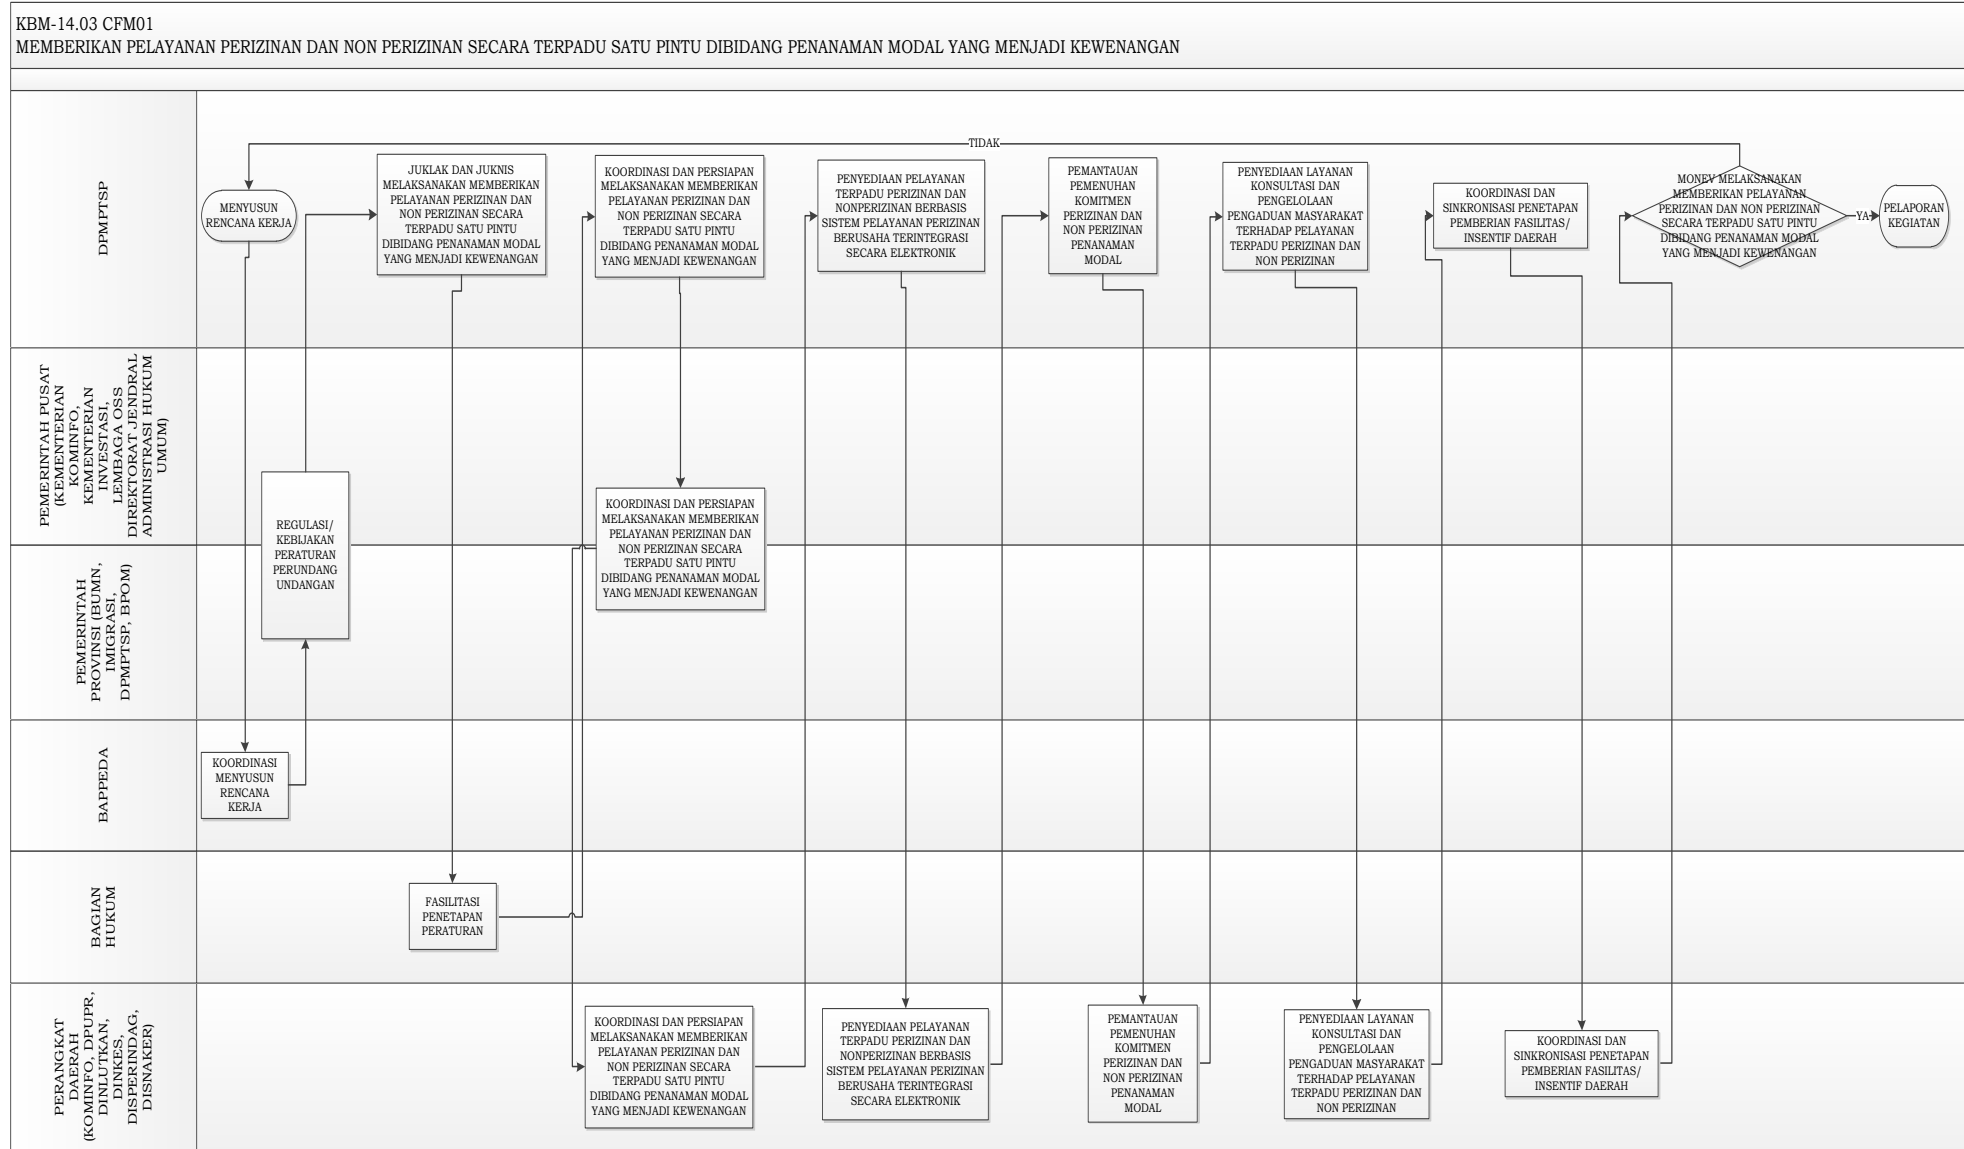 KBM-14.03 CFM01
MEMBERIKAN PELAYANAN PERIZINAN DAN NON PERIZINAN SECARA TERPADU SATU PINTU DIBIDANG PENANAMAN MODAL YANG MENJADI KEWENANGAN
DPMPTSP
TIDAK
MENYUSUN
RENCANA KERJA
JUKLAK DAN JUKNIS
MELAKSANAKAN MEMBERIKAN
PELAYANAN PERIZINAN DAN
NON PERIZINAN SECARA
TERPADU SATU PINTU
DIBIDANG PENANAMAN MODAL
YANG MENJADI KEWENANGAN
KOORDINASI DAN PERSIAPAN
MELAKSANAKAN MEMBERIKAN
PELAYANAN PERIZINAN DAN
NON PERIZINAN SECARA
TERPADU SATU PINTU
DIBIDANG PENANAMAN MODAL
YANG MENJADI KEWENANGAN
PENYEDIAAN PELAYANAN
TERPADU PERIZINAN DAN
NONPERIZINAN BERBASIS
SISTEM PELAYANAN PERIZINAN
BERUSAHA TERINTEGRASI
SECARA ELEKTRONIK
PEMANTAUAN
PEMENUHAN
KOMITMEN
PERIZINAN DAN
NON PERIZINAN
PENANAMAN
MODAL
PENYEDIAAN LAYANAN
KONSULTASI DAN
PENGELOLAAN
PENGADUAN MASYARAKAT
TERHADAP PELAYANAN
TERPADU PERIZINAN DAN
NON PERIZINAN
KOORDINASI DAN
SINKRONISASI PENETAPAN
PEMBERIAN FASILITAS/
INSENTIF DAERAH
MONEV MELAKSANAKAN
MEMBERIKAN PELAYANAN
PERIZINAN DAN NON PERIZINAN
SECARA TERPADU SATU PINTU
DIBIDANG PENANAMAN MODAL
YANG MENJADI KEWENANGAN
YA
PELAPORAN
KEGIATAN
PEMERINTAH PUSAT
(KEMENTERIAN
KOMINFO,
KEMENTERIAN
INVESTASI,
LEMBAGA OSS
DIREKTORAT JENDRAL
ADMINISTRASI HUKUM
UMUM)
REGULASI/
KEBIJAKAN
PERATURAN
PERUNDANG
UNDANGAN
KOORDINASI DAN PERSIAPAN
MELAKSANAKAN MEMBERIKAN
PELAYANAN PERIZINAN DAN
NON PERIZINAN SECARA
TERPADU SATU PINTU
DIBIDANG PENANAMAN MODAL
YANG MENJADI KEWENANGAN
PEMERINTAH
PROVINSI (BUMN,
IMIGRASI,
DPMPTSP, BPOM)
BAPPEDA
KOORDINASI
MENYUSUN
RENCANA
KERJA
BAGIAN
HUKUM
FASILITASI
PENETAPAN
PERATURAN
PERANGKAT
DAERAH
(KOMINFO, DPUPR,
DINLUTKAN,
DINKES,
DISPERINDAG,
DISNAKER)
KOORDINASI DAN PERSIAPAN
MELAKSANAKAN MEMBERIKAN
PELAYANAN PERIZINAN DAN
NON PERIZINAN SECARA
TERPADU SATU PINTU
DIBIDANG PENANAMAN MODAL
YANG MENJADI KEWENANGAN
PENYEDIAAN PELAYANAN
TERPADU PERIZINAN DAN
NONPERIZINAN BERBASIS
SISTEM PELAYANAN PERIZINAN
BERUSAHA TERINTEGRASI
SECARA ELEKTRONIK
PEMANTAUAN
PEMENUHAN
KOMITMEN
PERIZINAN DAN
NON PERIZINAN
PENANAMAN
MODAL
PENYEDIAAN LAYANAN
KONSULTASI DAN
PENGELOLAAN
PENGADUAN MASYARAKAT
TERHADAP PELAYANAN
TERPADU PERIZINAN DAN
NON PERIZINAN
KOORDINASI DAN
SINKRONISASI PENETAPAN
PEMBERIAN FASILITAS/
INSENTIF DAERAH